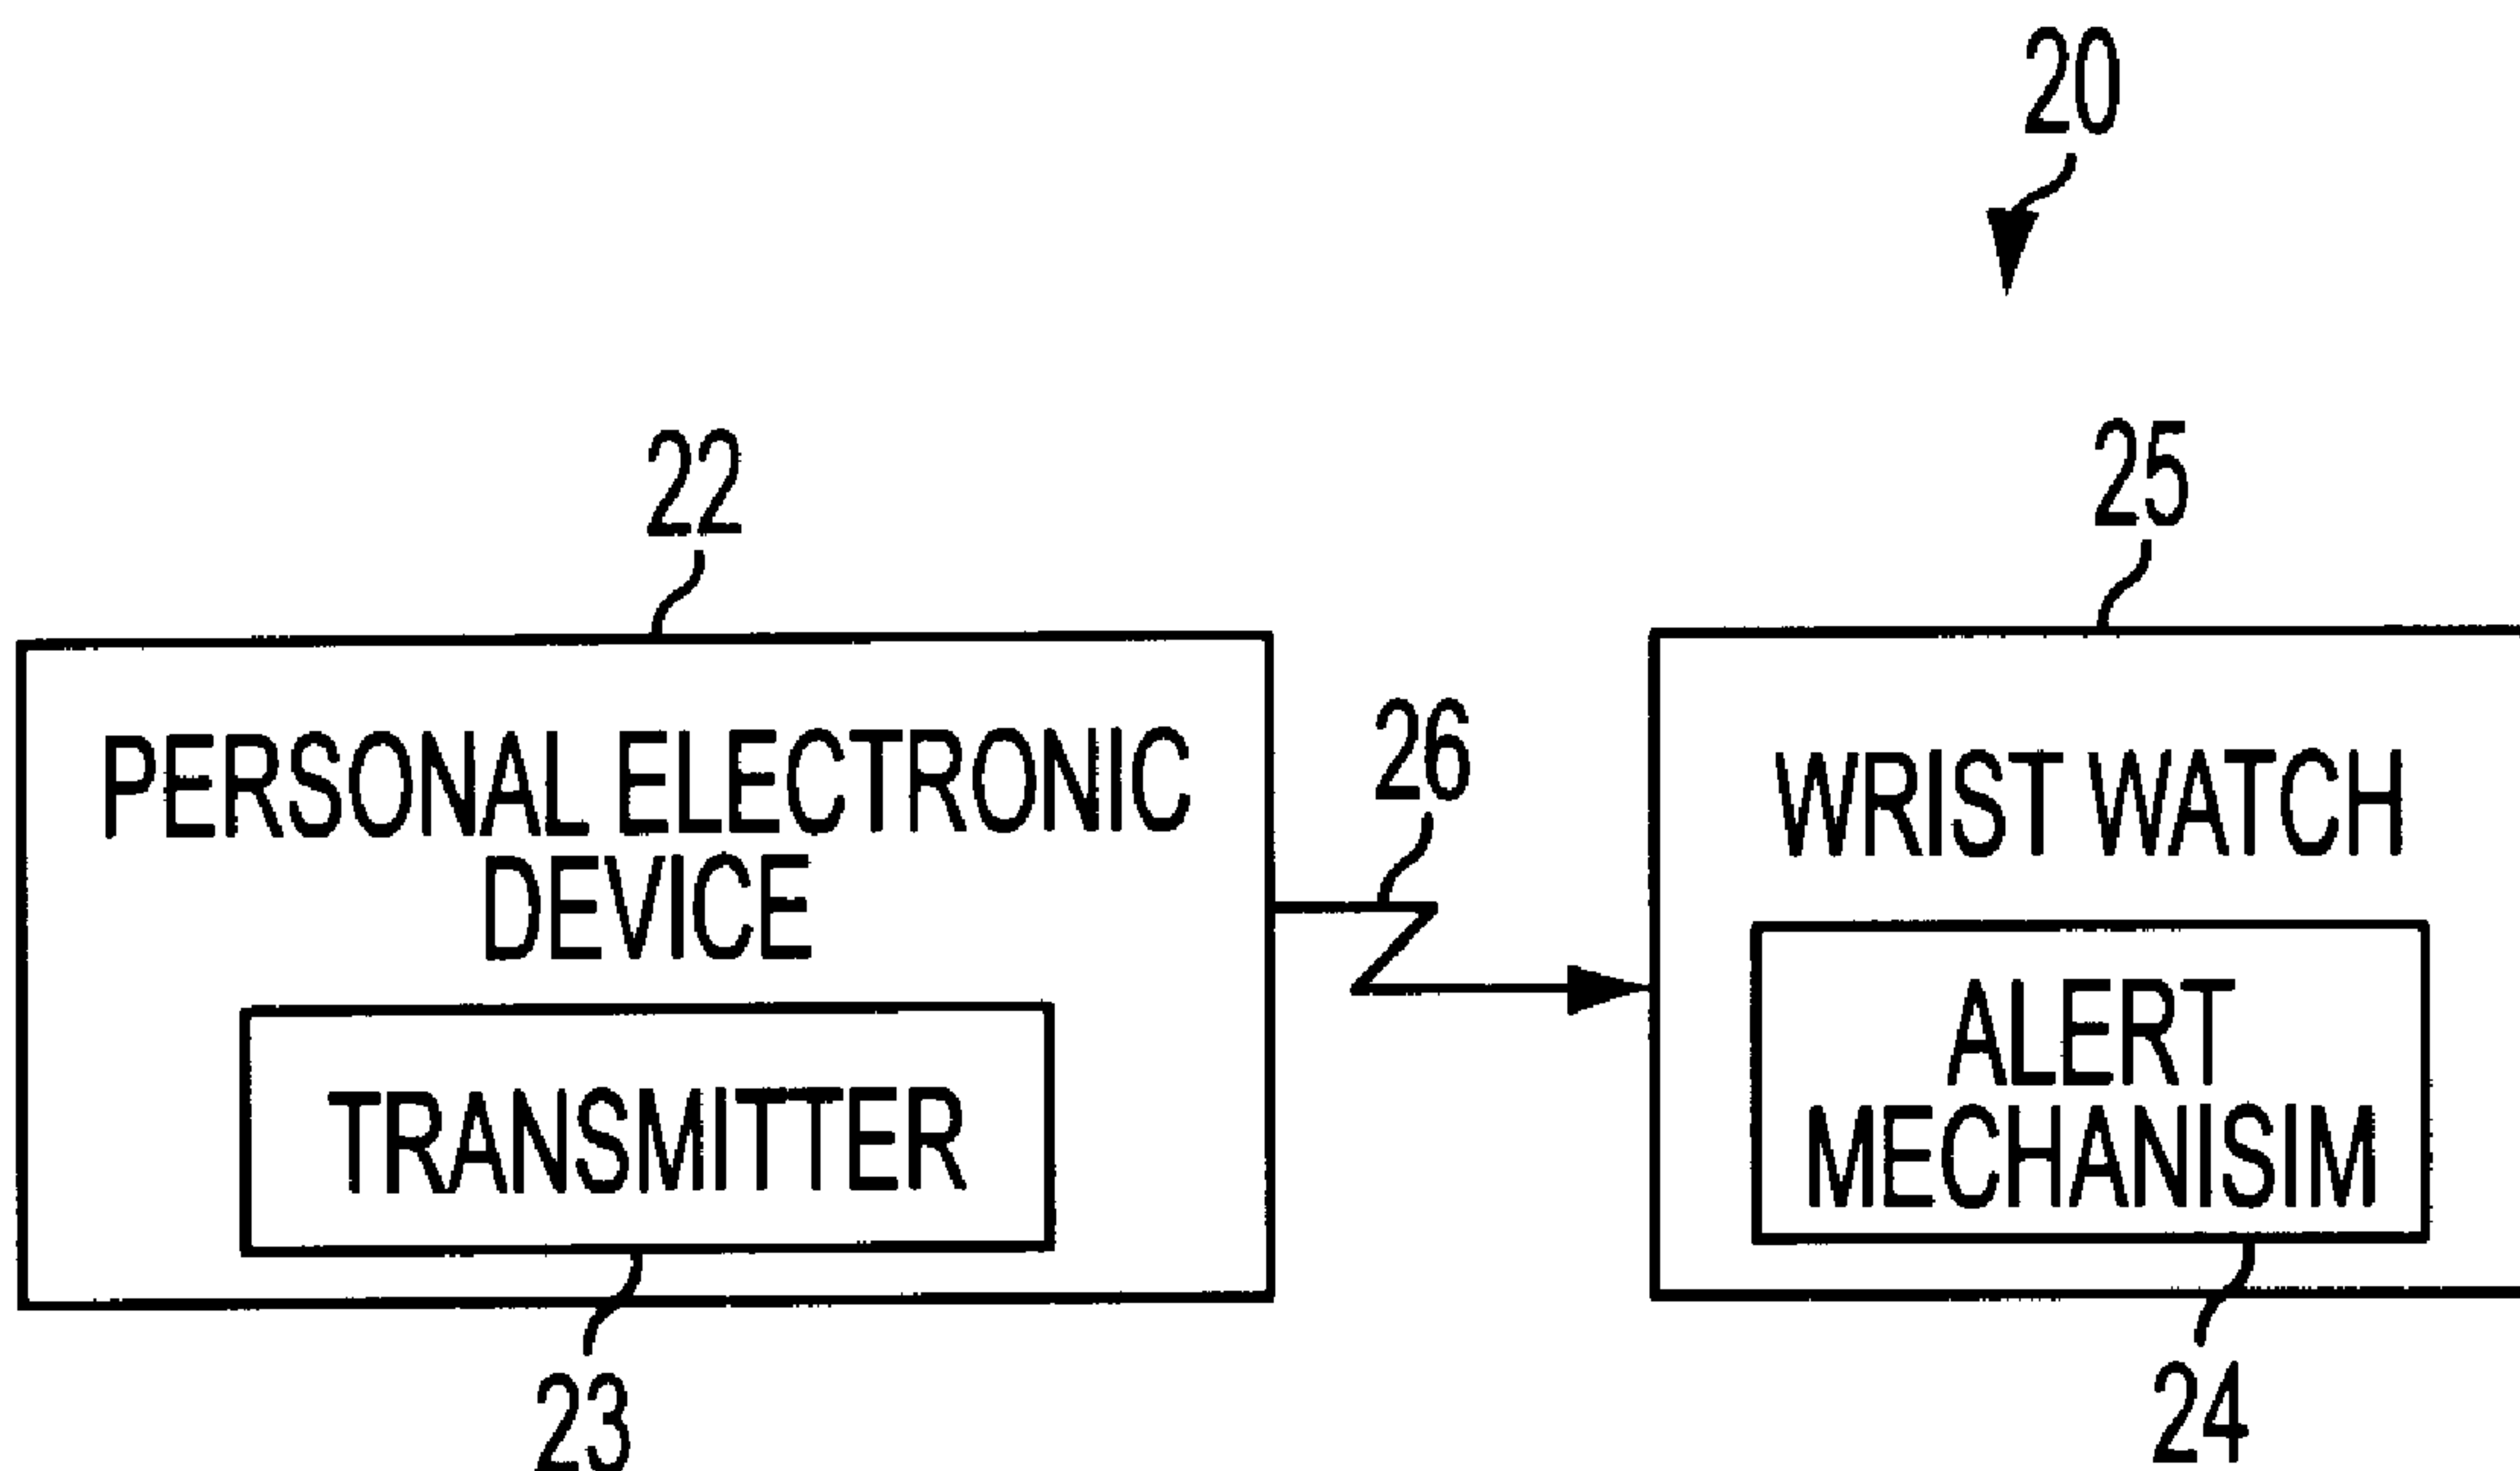 20
22
25
26
PERSONAL ELECTRONIC
DEVICE
TRANSMITTER
WRIST WATCH
ALERT
MECHANISIM
23
24